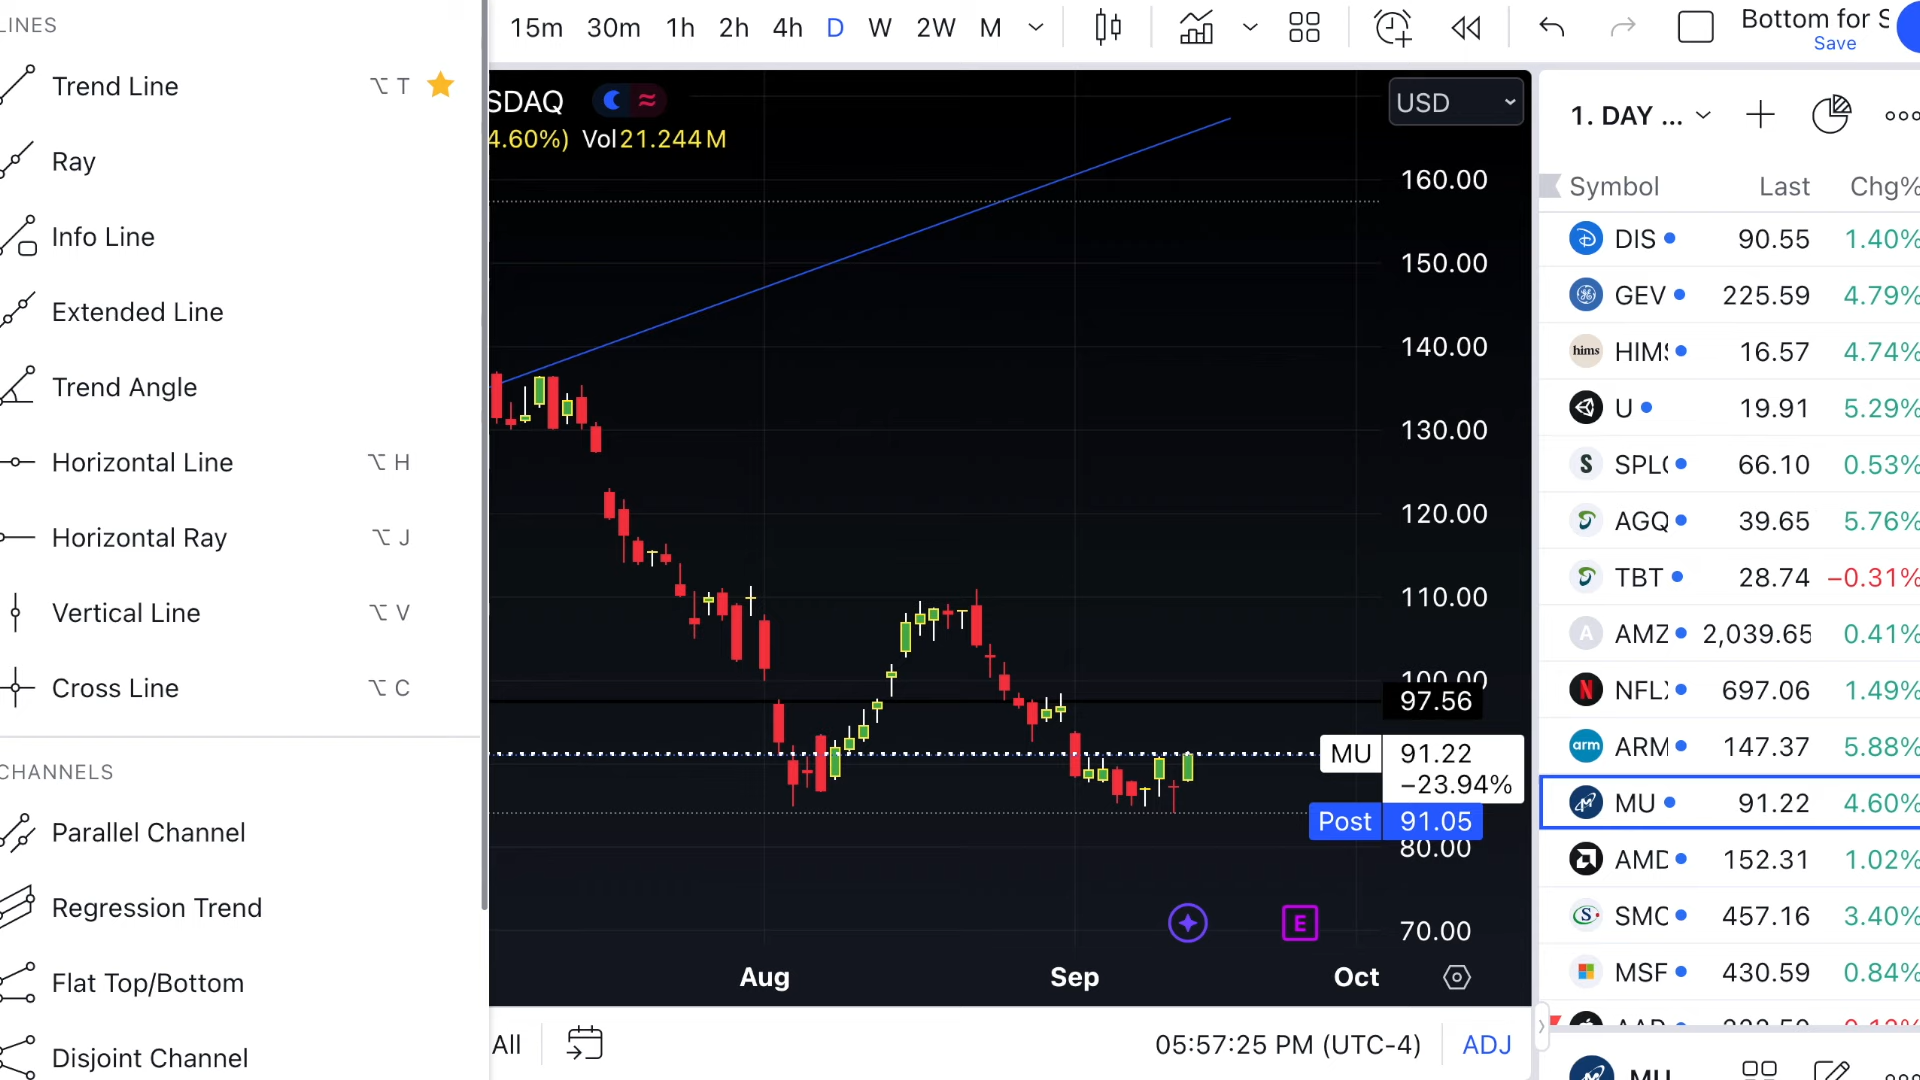 LINES
Trend Line ⌥ T
Ray
Info Line
Extended Line
Trend Angle
Horizontal Line ⌥ H
Horizontal Ray ⌥ J
Vertical Line ⌥ V
Cross Line ⌥ C
CHANNELS
Parallel Channel
Regression Trend
Flat Top/Bottom
Disjoint Channel
15m 30m 1h 2h 4h D W 2W M
Bottom for S
Save
SDAQ
4.60%) Vol21.244M
USD
160.00
150.00
140.00
130.00
120.00
110.00
100.00
97.56
MU 91.22
−23.94%
Post 91.05
80.00
70.00
E
Aug Sep Oct
All
05:57:25 PM (UTC-4) ADJ
1. DAY ...
Symbol Last Chg%
DIS 90.55 1.40%
GEV 225.59 4.79%
hims HIMS 16.57 4.74%
U 19.91 5.29%
S SPLG 66.10 0.53%
AGQ 39.65 5.76%
TBT 28.74 −0.31%
A AMZ 2,039.65 0.41%
N NFLX 697.06 1.49%
arm ARM 147.37 5.88%
MU 91.22 4.60%
AMD 152.31 1.02%
S SMC 457.16 3.40%
MSF 430.59 0.84%
MU